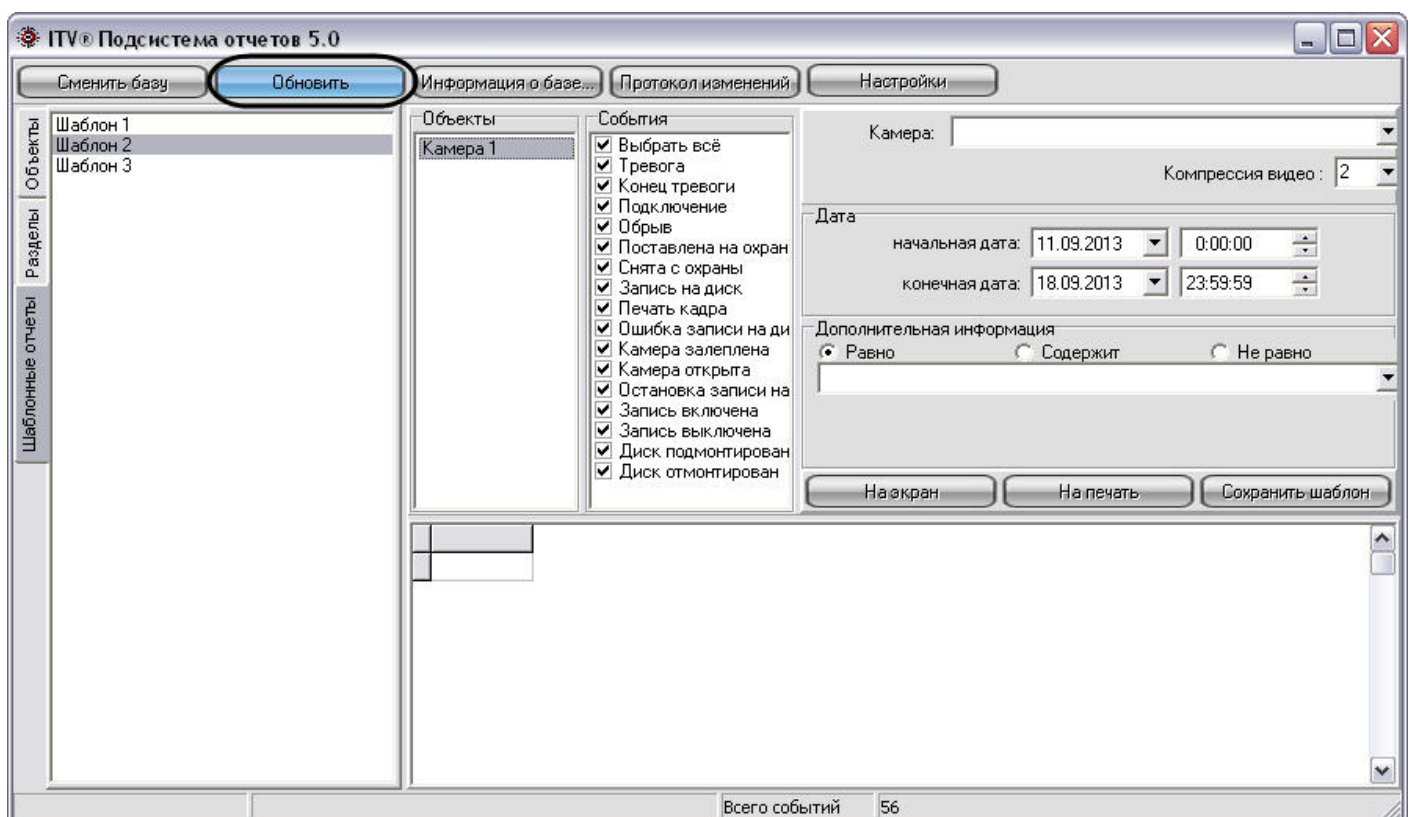 ITV® Подсистема отчетов 5.0
Сменить базу Обновить Информация о базе... Протокол изменений Настройки
Объекты
Разделы
Шаблонные отчеты
Шаблон 1
Шаблон 2
Шаблон 3
Объекты
Камера 1
События
Выбрать всё
Тревога
Конец тревоги
Подключение
Обрыв
Поставлена на охран
Снята с охраны
Запись на диск
Печать кадра
Ошибка записи на ди
Камера залеплена
Камера открыта
Остановка записи на
Запись включена
Запись выключена
Диск подмонтирован
Диск отмонтирован
Камера:
Компрессия видео : 2
Дата
начальная дата: 11.09.2013 0:00:00
конечная дата: 18.09.2013 23:59:59
Дополнительная информация
Равно Содержит Не равно
На экран На печать Сохранить шаблон
Всего событий 56